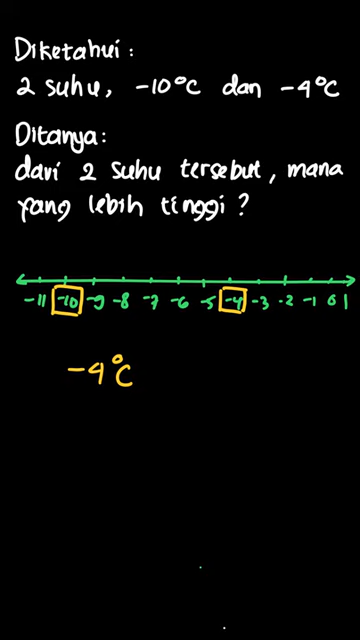 Diketahui:
2 suhu, -10°C dan -4°C
Ditanya:
dari 2 suhu tersebut, mana
yang lebih tinggi?
-11 -10 -9 -8 -7 -6 -5 -4 -3 -2 -1 0 1
-4°C